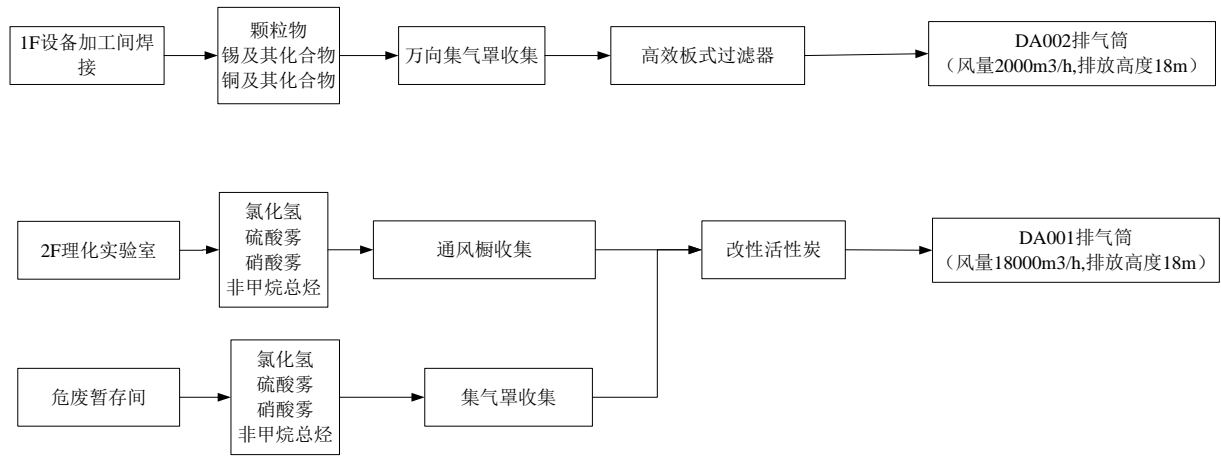 1F设备加工间焊
接
颗粒物
锡及其化合物
铜及其化合物
万向集气罩收集
高效板式过滤器
DA002排气筒
（风量2000m3/h,排放高度18m）
2F理化实验室
氯化氢
硫酸雾
硝酸雾
非甲烷总烃
通风橱收集
改性活性炭
DA001排气筒
（风量18000m3/h,排放高度18m）
危废暂存间
氯化氢
硫酸雾
硝酸雾
非甲烷总烃
集气罩收集